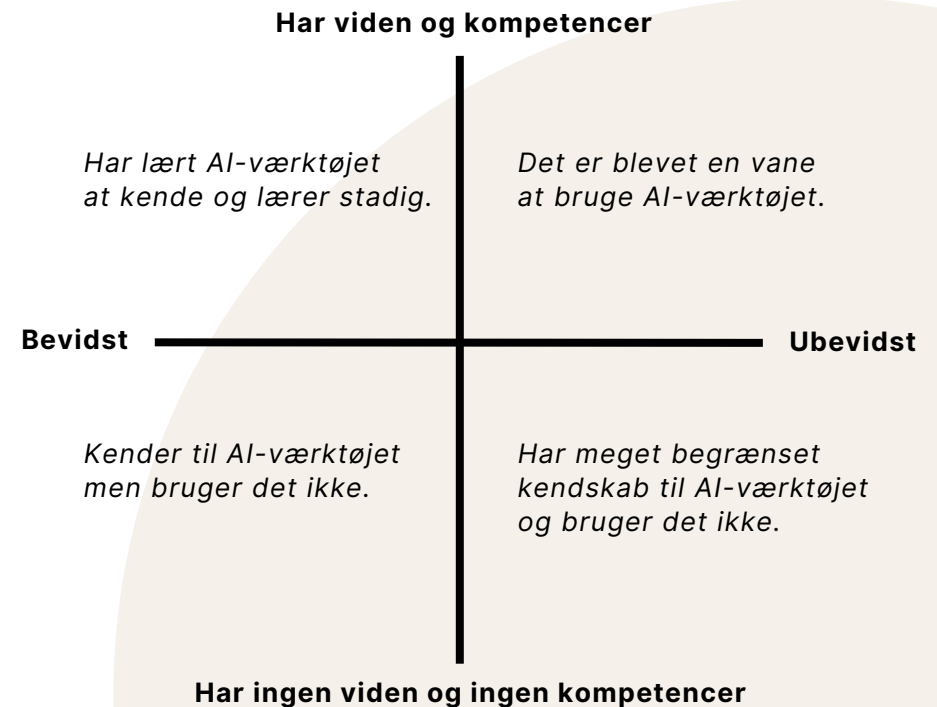 Har viden og kompetencer
Har lært AI-værktøjet
at kende og lærer stadig.
Det er blevet en vane
at bruge AI-værktøjet.
Bevidst
Ubevidst
Kender til AI-værktøjet
men bruger det ikke.
Har meget begrænset
kendskab til AI-værktøjet
og bruger det ikke.
Har ingen viden og ingen kompetencer